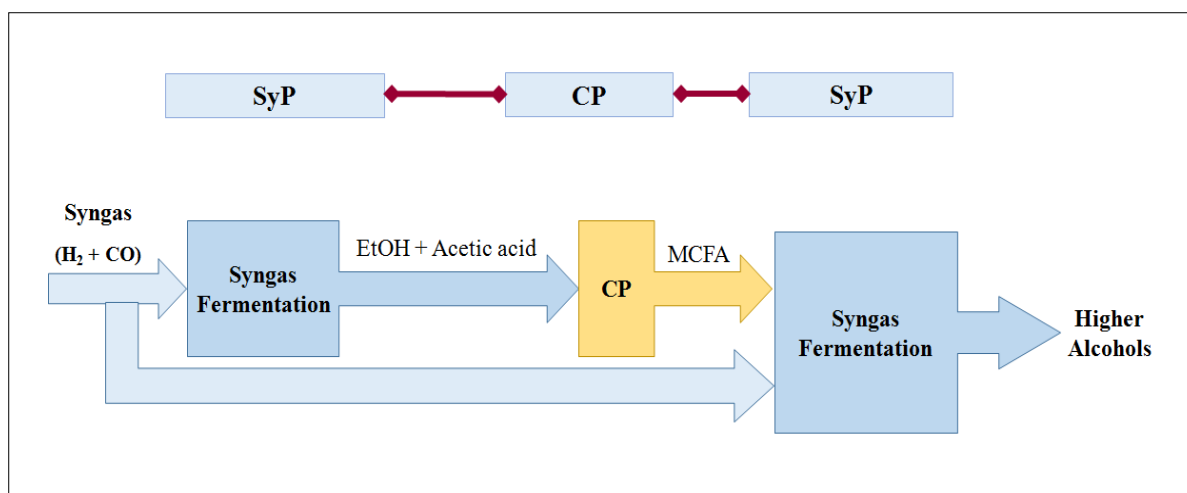 SyP
CP
SyP
Syngas
(H₂ + CO)
Syngas
Fermentation
EtOH + Acetic acid
CP
MCFA
Syngas
Fermentation
Higher
Alcohols